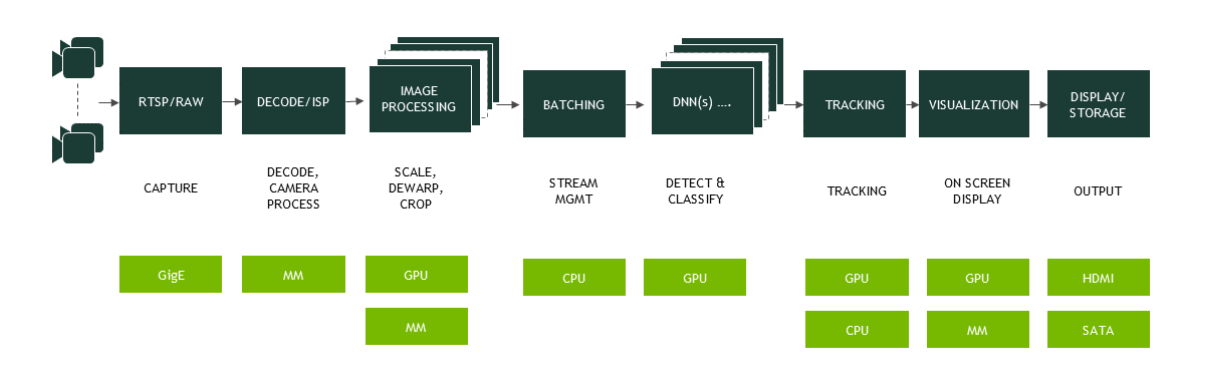 RTSP/RAW
DECODE/ISP
IMAGE
PROCESSING
BATCHING
DNN(s) ....
TRACKING
VISUALIZATION
DISPLAY/
STORAGE
CAPTURE
DECODE,
CAMERA
PROCESS
SCALE,
DEWARP,
CROP
STREAM
MGMT
DETECT &
CLASSIFY
TRACKING
ON SCREEN
DISPLAY
OUTPUT
GigE
MM
GPU
CPU
GPU
GPU
GPU
HDMI
MM
CPU
MM
SATA